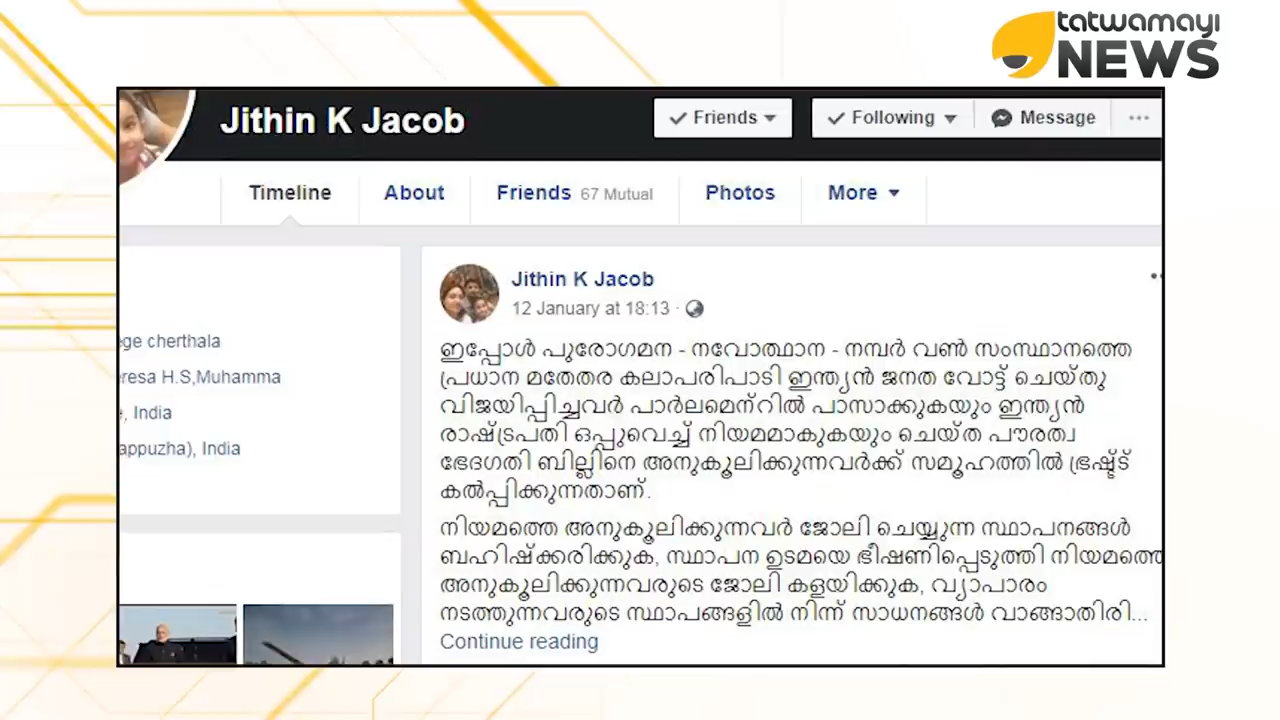 tatwamayi
NEWS
Jithin K Jacob
Friends
Following
Message
Timeline
About
Friends 67 Mutual
Photos
More
ege cherthala
eresa H.S,Muhamma
, India
appuzha), India
Jithin K Jacob
12 January at 18:13 ·
ഇപ്പോൾ പുരോഗമന - നവോത്ഥാന - നമ്പർ വൺ സംസ്ഥാനത്തെ
പ്രധാന മതേതര കലാപരിപാടി ഇന്ത്യൻ ജനത വോട്ട് ചെയ്തു
വിജയിപ്പിച്ചവർ പാർലമെന്റിൽ പാസാക്കുകയും ഇന്ത്യൻ
രാഷ്ട്രപതി ഒപ്പുവെച്ച് നിയമമാകുകയും ചെയ്ത പൗരത്വ
ഭേദഗതി ബില്ലിനെ അനുകൂലിക്കുന്നവർക്ക് സമൂഹത്തിൽ ഭ്രഷ്ട്ട്
കൽപ്പിക്കുന്നതാണ്.
നിയമത്തെ അനുകൂലിക്കുന്നവർ ജോലി ചെയ്യുന്ന സ്ഥാപനങ്ങൾ
ബഹിഷ്ക്കരിക്കുക, സ്ഥാപന ഉടമയെ ഭീഷണിപ്പെടുത്തി നിയമത്തെ
അനുകൂലിക്കുന്നവരുടെ ജോലി കളയിക്കുക, വ്യാപാരം
നടത്തുന്നവരുടെ സ്ഥാപങ്ങളിൽ നിന്ന് സാധനങ്ങൾ വാങ്ങാതിരി...
Continue reading